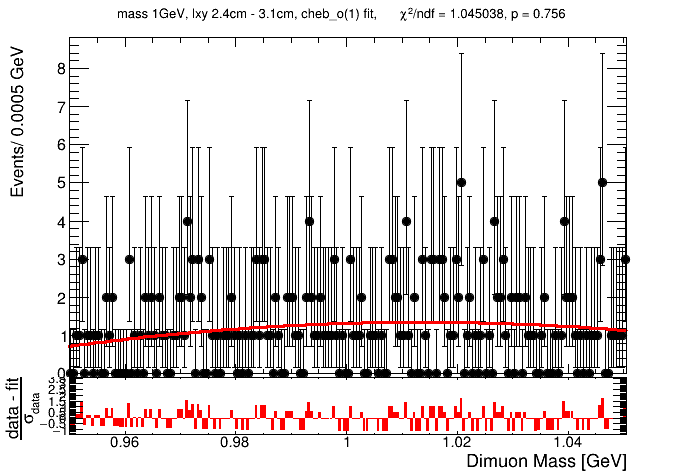 mass 1GeV, lxy 2.4cm - 3.1cm, cheb_o(1) fit, χ²/ndf = 1.045038, p = 0.756
Events/ 0.0005 GeV
8
7
6
5
4
3
2
1
0
data - fit
σdata
0.96
0.98
1
1.02
1.04
Dimuon Mass [GeV]